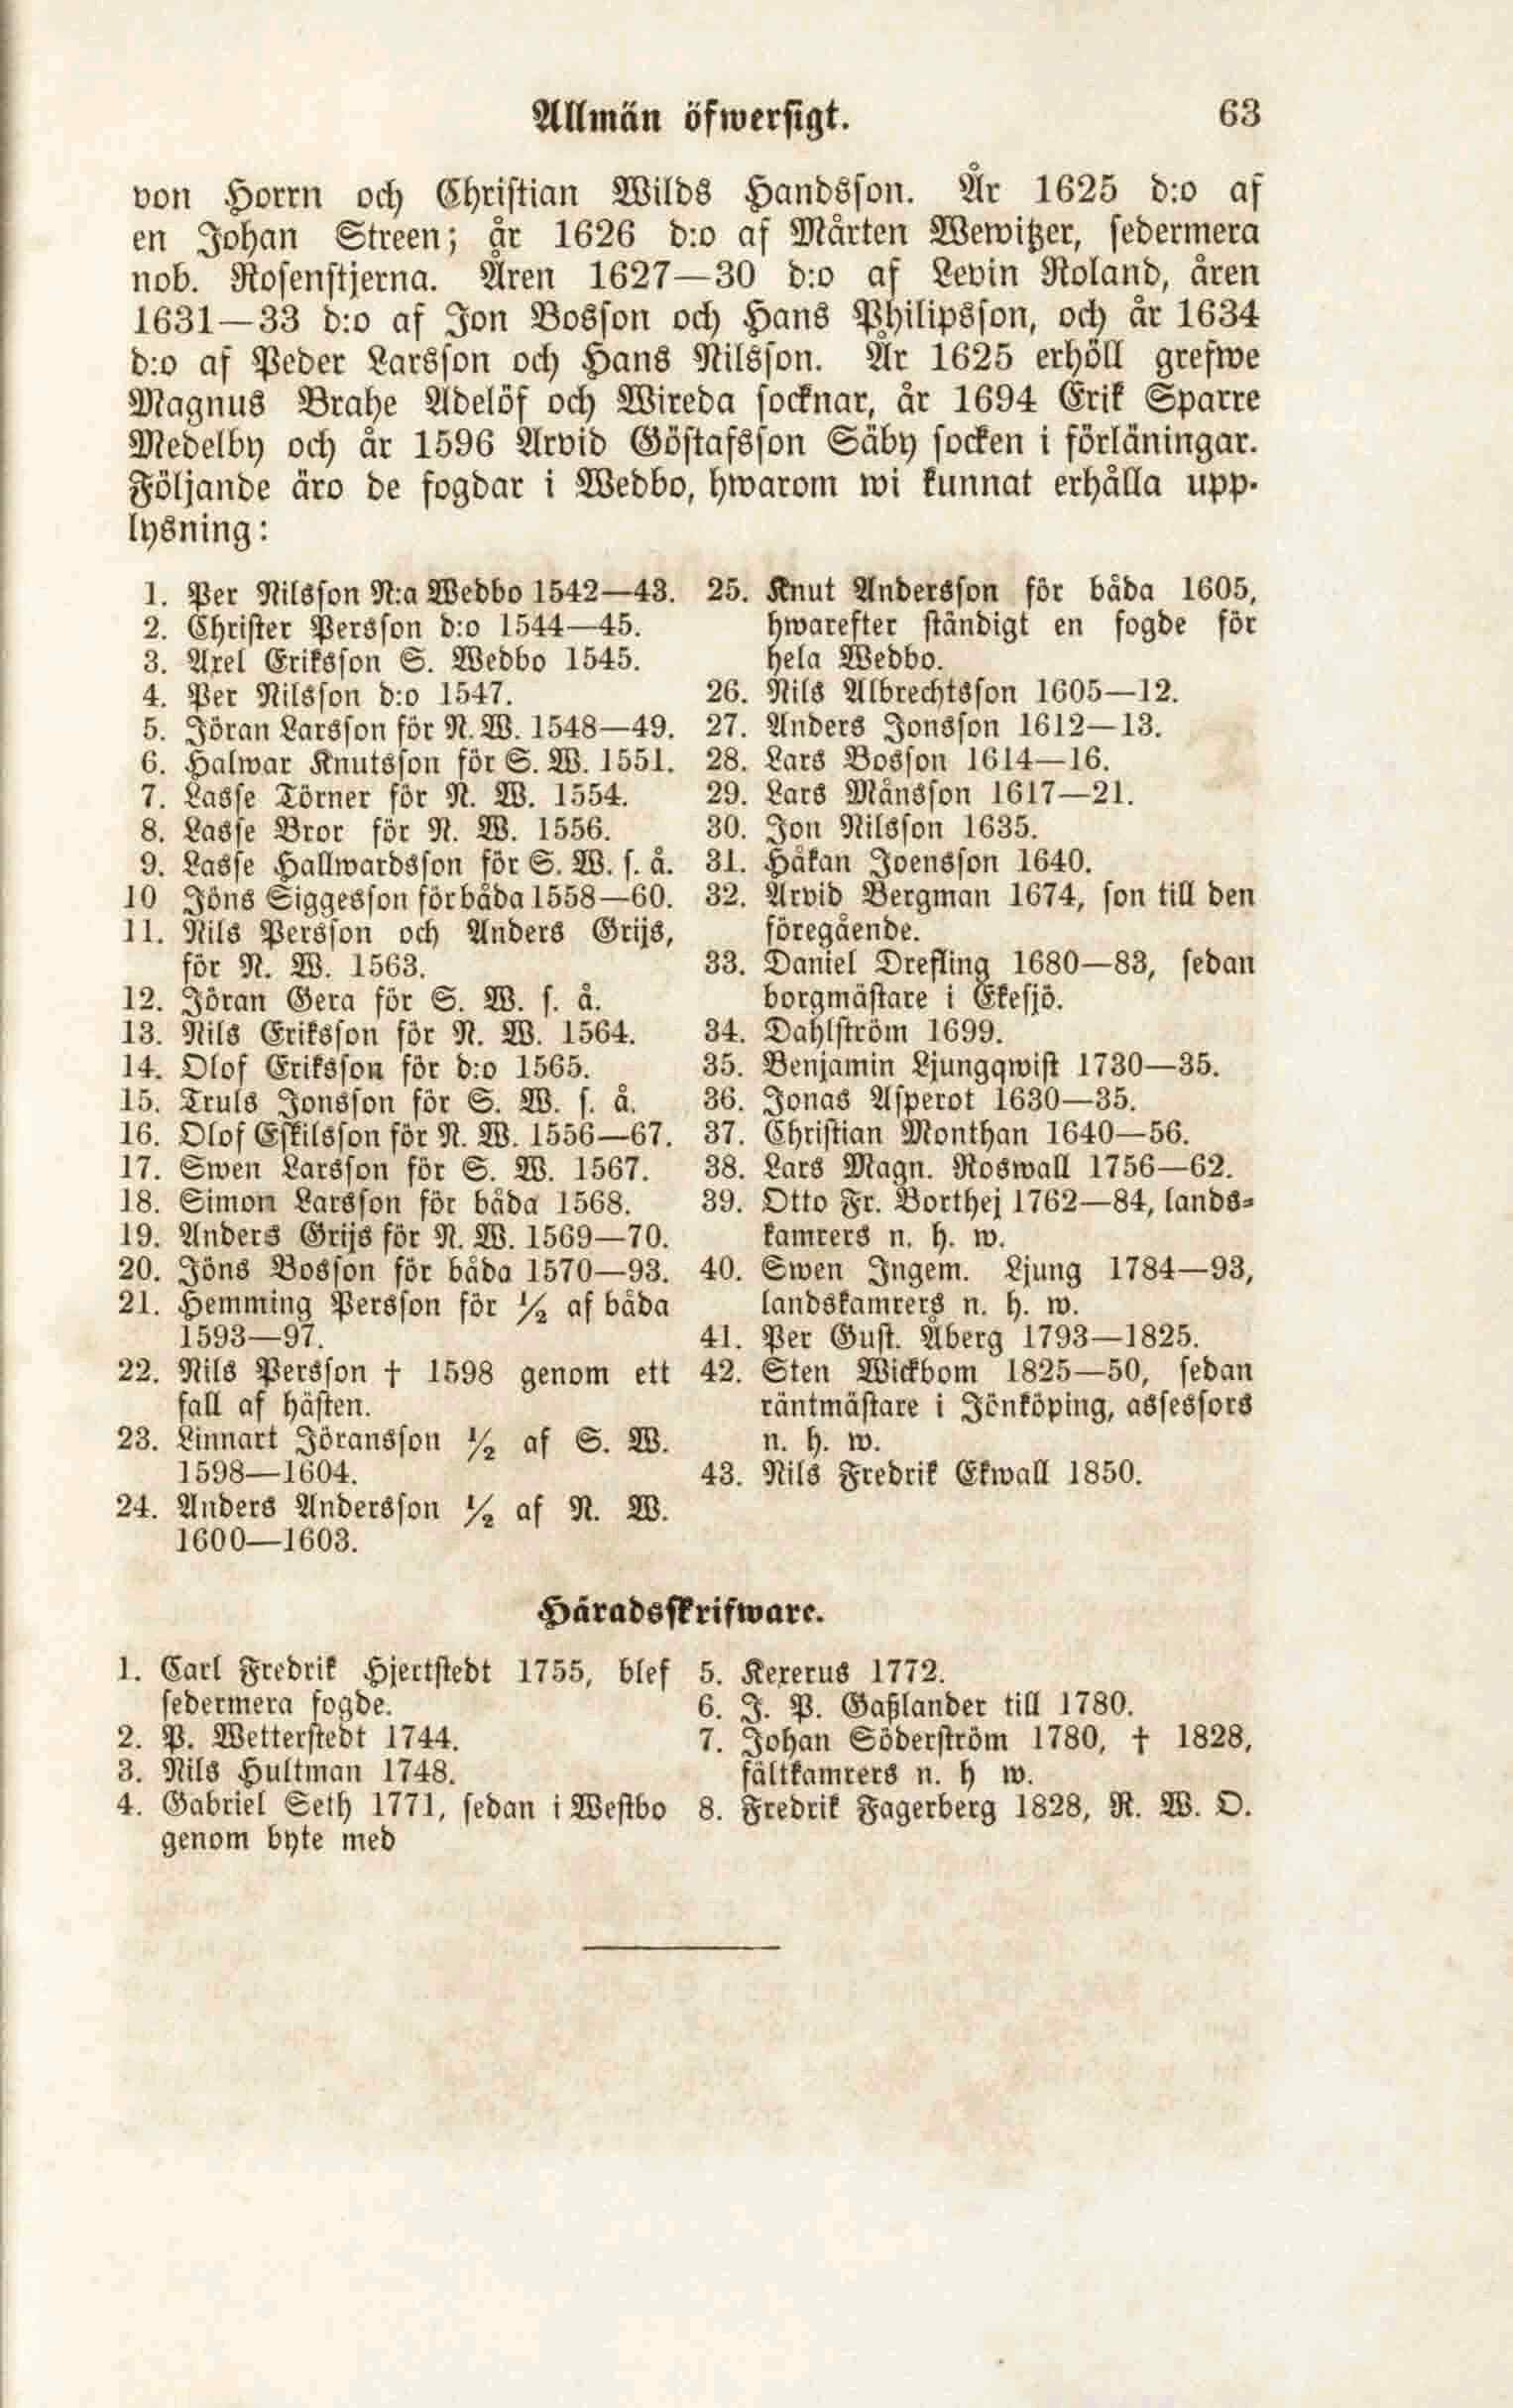 Allmän öfwersigt. 63
von Horrn och Christian Wilds Handsson. År 1625 d:o af
en Johan Streen; år 1626 d:o af Mårten Wewitzer, sedermera
nob. Rosenstjerna. Åren 1627—30 d:o af Levin Roland, åren
1631—33 d:o af Jon Bosson och Hans Philipsson, och år 1634
d:o af Peder Larsson och Hans Nilsson. År 1625 erhöll grefwe
Magnus Brahe Adelöf och Wireda socknar, år 1694 Erik Sparre
Medelby och år 1596 Arvid Göstafsson Säby socken i förläningar.
Följande äro de fogdar i Wedbo, hwarom wi kunnat erhålla upp-
lysning:
1. Per Nilsson N:a Wedbo 1542—43.
2. Christer Persson d:o 1544—45.
3. Axel Eriksson S. Wedbo 1545.
4. Per Nilsson d:o 1547.
5. Jöran Larsson för N. W. 1548—49.
6. Halwar Knutsson för S. W. 1551.
7. Lasse Törner för N. W. 1554.
8. Lasse Bror för N. W. 1556.
9. Lasse Hallwardsson för S. W. s. å.
10 Jöns Siggesson för båda 1558—60.
11. Nils Persson och Anders Grijs,
för N. W. 1563.
12. Jöran Gera för S. W. s. å.
13. Nils Eriksson för N. W. 1564.
14. Olof Eriksson för d:o 1565.
15. Truls Jonsson för S. W. s. å.
16. Olof Eskilsson för N. W. 1556—67.
17. Swen Larsson för S. W. 1567.
18. Simon Larsson för båda 1568.
19. Anders Grijs för N. W. 1569—70.
20. Jöns Bosson för båda 1570—93.
21. Hemming Persson för ½ af båda
1593—97.
22. Nils Persson † 1598 genom ett
fall af hästen.
23. Linnart Jöransson ½ af S. W.
1598—1604.
24. Anders Andersson ½ af N. W.
1600—1603.
25. Knut Andersson för båda 1605,
hwarefter ständigt en fogde för
hela Wedbo.
26. Nils Albrechtsson 1605—12.
27. Anders Jonsson 1612—13.
28. Lars Bosson 1614—16.
29. Lars Månsson 1617—21.
30. Jon Nilsson 1635.
31. Håkan Joensson 1640.
32. Arvid Bergman 1674, son till den
föregående.
33. Daniel Drefling 1680—83, sedan
borgmästare i Ekesjö.
34. Dahlström 1699.
35. Benjamin Ljungqwist 1730—35.
36. Jonas Asperot 1630—35.
37. Christian Monthan 1640—56.
38. Lars Magn. Roswall 1756—62.
39. Otto Fr. Borthej 1762—84, lands-
kamrers n. h. w.
40. Swen Ingem. Ljung 1784—93,
landskamrers n. h. w.
41. Per Gust. Åberg 1793—1825.
42. Sten Wickbom 1825—50, sedan
räntmästare i Jönköping, assessors
n. h. w.
43. Nils Fredrik Ekwall 1850.
Häradsskrifware.
1. Carl Fredrik Hjertstedt 1755, blef
sedermera fogde.
2. P. Wetterstedt 1744.
3. Nils Hultman 1748.
4. Gabriel Seth 1771, sedan i Westbo
genom byte med
5. Kexerus 1772.
6. J. P. Gaßlander till 1780.
7. Johan Söderström 1780, † 1828,
fältkamrers n. h w.
8. Fredrik Fagerberg 1828, R. W. O.